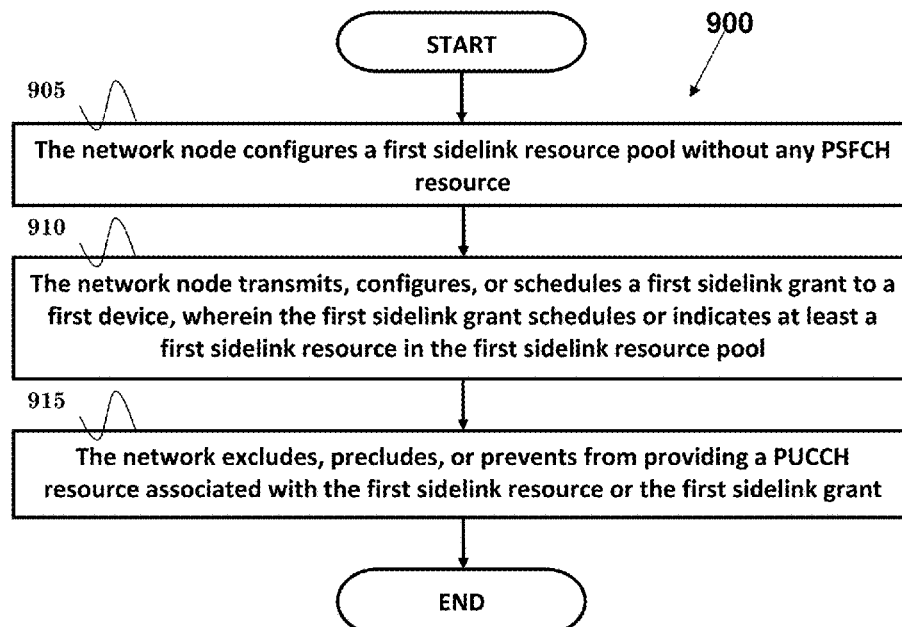 START
900
905
The network node configures a first sidelink resource pool without any PSFCH
resource
910
The network node transmits, configures, or schedules a first sidelink grant to a
first device, wherein the first sidelink grant schedules or indicates at least a
first sidelink resource in the first sidelink resource pool
915
The network excludes, precludes, or prevents from providing a PUCCH
resource associated with the first sidelink resource or the first sidelink grant
END